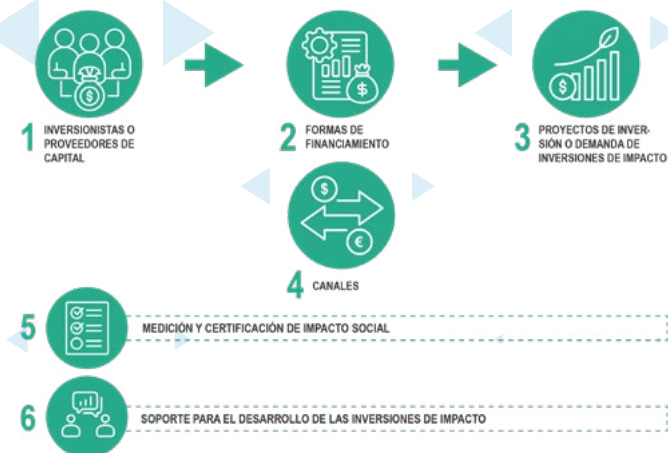 1 INVERSIONISTAS O
PROVEEDORES DE
CAPITAL
2 FORMAS DE
FINANCIAMIENTO
3 PROYECTOS DE INVER-
SIÓN O DEMANDA DE
INVERSIONES DE IMPACTO
$
€
4 CANALES
5 MEDICIÓN Y CERTIFICACIÓN DE IMPACTO SOCIAL
6 SOPORTE PARA EL DESARROLLO DE LAS INVERSIONES DE IMPACTO